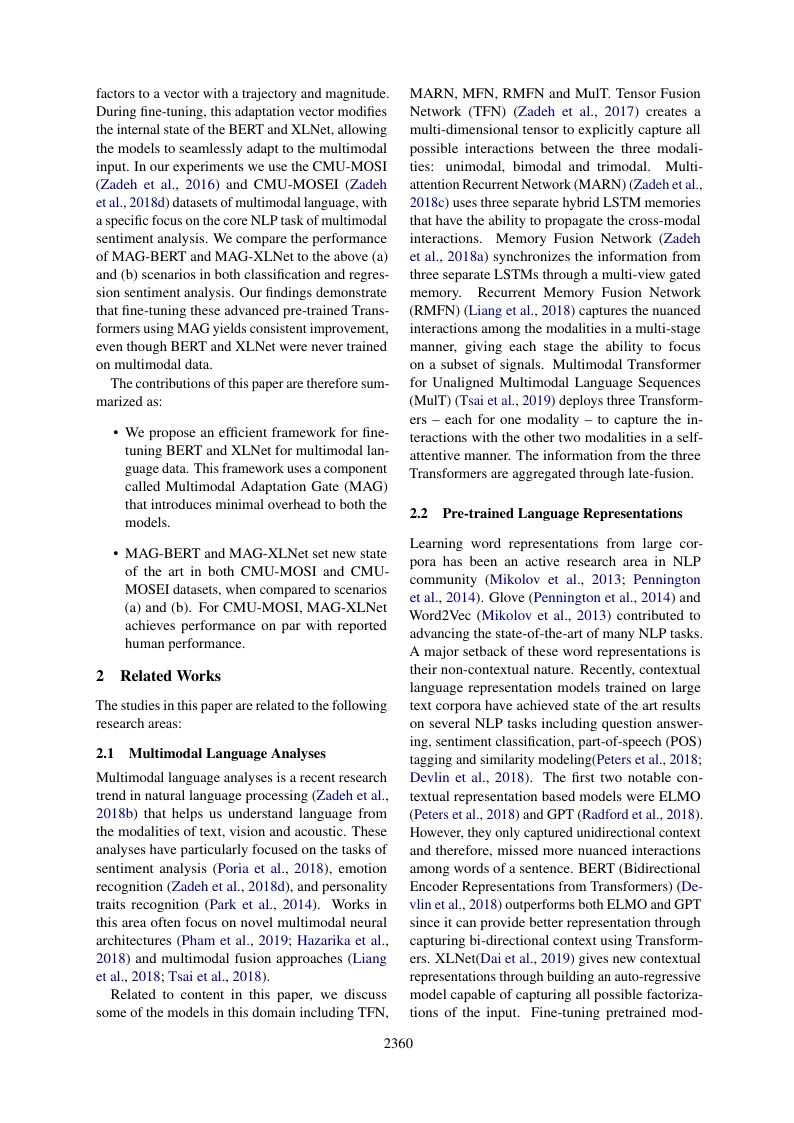 factors to a vector with a trajectory and magnitude.
During fine-tuning, this adaptation vector modifies
the internal state of the BERT and XLNet, allowing
the models to seamlessly adapt to the multimodal
input. In our experiments we use the CMU-MOSI
(Zadeh et al., 2016) and CMU-MOSEI (Zadeh
et al., 2018d) datasets of multimodal language, with
a specific focus on the core NLP task of multimodal
sentiment analysis. We compare the performance
of MAG-BERT and MAG-XLNet to the above (a)
and (b) scenarios in both classification and regres-
sion sentiment analysis. Our findings demonstrate
that fine-tuning these advanced pre-trained Trans-
formers using MAG yields consistent improvement,
even though BERT and XLNet were never trained
on multimodal data.
The contributions of this paper are therefore sum-
marized as:
• We propose an efficient framework for fine-
tuning BERT and XLNet for multimodal lan-
guage data. This framework uses a component
called Multimodal Adaptation Gate (MAG)
that introduces minimal overhead to both the
models.
• MAG-BERT and MAG-XLNet set new state
of the art in both CMU-MOSI and CMU-
MOSEI datasets, when compared to scenarios
(a) and (b). For CMU-MOSI, MAG-XLNet
achieves performance on par with reported
human performance.
2 Related Works
The studies in this paper are related to the following
research areas:
2.1 Multimodal Language Analyses
Multimodal language analyses is a recent research
trend in natural language processing (Zadeh et al.,
2018b) that helps us understand language from
the modalities of text, vision and acoustic. These
analyses have particularly focused on the tasks of
sentiment analysis (Poria et al., 2018), emotion
recognition (Zadeh et al., 2018d), and personality
traits recognition (Park et al., 2014). Works in
this area often focus on novel multimodal neural
architectures (Pham et al., 2019; Hazarika et al.,
2018) and multimodal fusion approaches (Liang
et al., 2018; Tsai et al., 2018).
Related to content in this paper, we discuss
some of the models in this domain including TFN,
MARN, MFN, RMFN and MulT. Tensor Fusion
Network (TFN) (Zadeh et al., 2017) creates a
multi-dimensional tensor to explicitly capture all
possible interactions between the three modali-
ties: unimodal, bimodal and trimodal. Multi-
attention Recurrent Network (MARN) (Zadeh et al.,
2018c) uses three separate hybrid LSTM memories
that have the ability to propagate the cross-modal
interactions. Memory Fusion Network (Zadeh
et al., 2018a) synchronizes the information from
three separate LSTMs through a multi-view gated
memory. Recurrent Memory Fusion Network
(RMFN) (Liang et al., 2018) captures the nuanced
interactions among the modalities in a multi-stage
manner, giving each stage the ability to focus
on a subset of signals. Multimodal Transformer
for Unaligned Multimodal Language Sequences
(MulT) (Tsai et al., 2019) deploys three Transform-
ers – each for one modality – to capture the in-
teractions with the other two modalities in a self-
attentive manner. The information from the three
Transformers are aggregated through late-fusion.
2.2 Pre-trained Language Representations
Learning word representations from large cor-
pora has been an active research area in NLP
community (Mikolov et al., 2013; Pennington
et al., 2014). Glove (Pennington et al., 2014) and
Word2Vec (Mikolov et al., 2013) contributed to
advancing the state-of-the-art of many NLP tasks.
A major setback of these word representations is
their non-contextual nature. Recently, contextual
language representation models trained on large
text corpora have achieved state of the art results
on several NLP tasks including question answer-
ing, sentiment classification, part-of-speech (POS)
tagging and similarity modeling(Peters et al., 2018;
Devlin et al., 2018). The first two notable con-
textual representation based models were ELMO
(Peters et al., 2018) and GPT (Radford et al., 2018).
However, they only captured unidirectional context
and therefore, missed more nuanced interactions
among words of a sentence. BERT (Bidirectional
Encoder Representations from Transformers) (De-
vlin et al., 2018) outperforms both ELMO and GPT
since it can provide better representation through
capturing bi-directional context using Transform-
ers. XLNet(Dai et al., 2019) gives new contextual
representations through building an auto-regressive
model capable of capturing all possible factoriza-
tions of the input. Fine-tuning pretrained mod-
2360